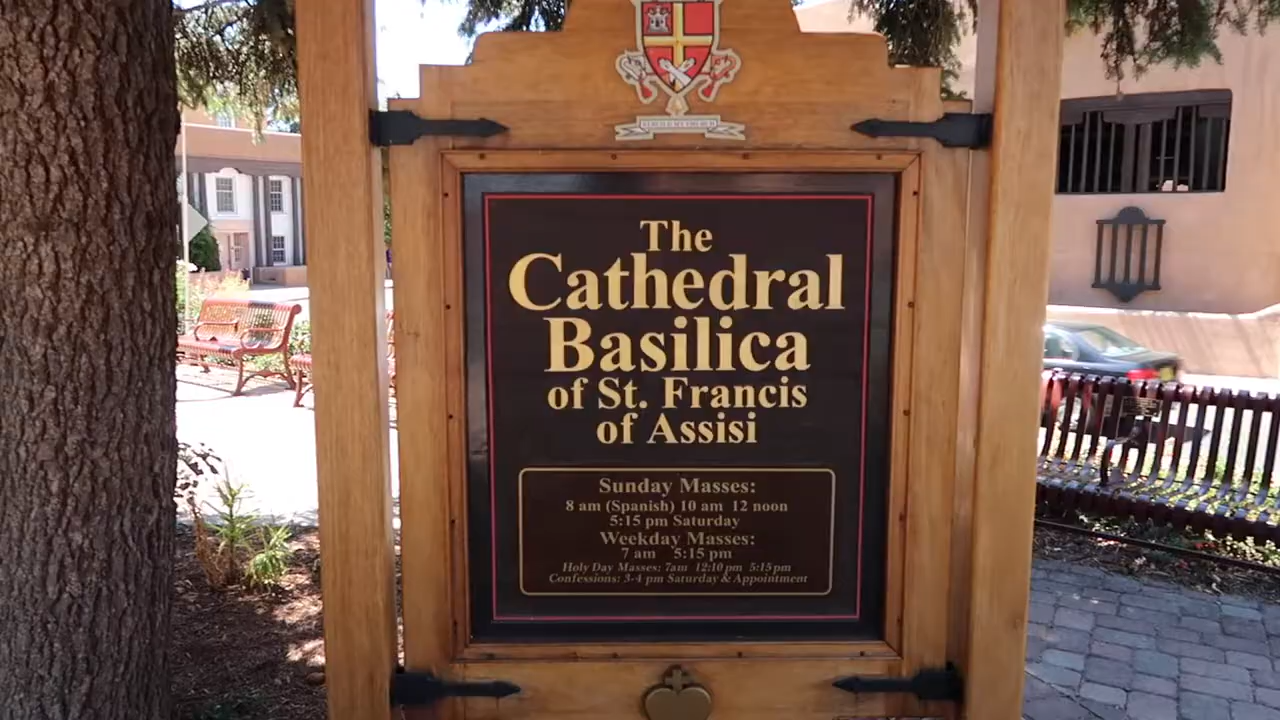 The
Cathedral
Basilica
of St. Francis
of Assisi
Sunday Masses:
8 am (Spanish) 10 am 12 noon
5:15 pm Saturday
Weekday Masses:
7 am 5:15 pm
Holy Day Masses: 7am 12:10 pm 5:15 pm
Confessions: 3-4 pm Saturday & Appointment